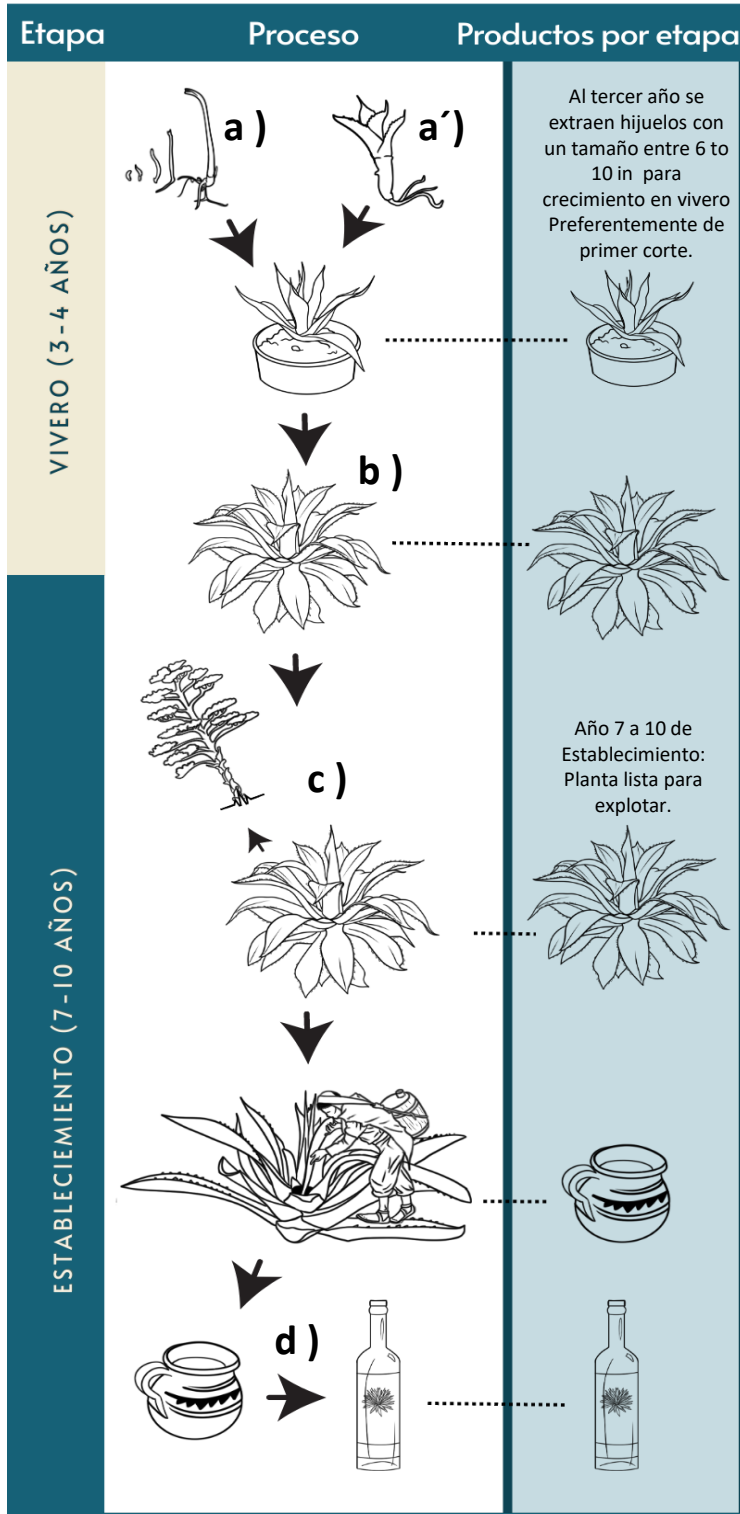 Etapa
Proceso
Productos por etapa
VIVERO (3-4 AÑOS)
a )
a´)
Al tercer año se
extraen hijuelos con
un tamaño entre 6 to
10 in para
crecimiento en vivero
Preferentemente de
primer corte.
b )
ESTABLECIEMIENTO (7-10 AÑOS)
c )
Año 7 a 10 de
Establecimiento:
Planta lista para
explotar.
d )